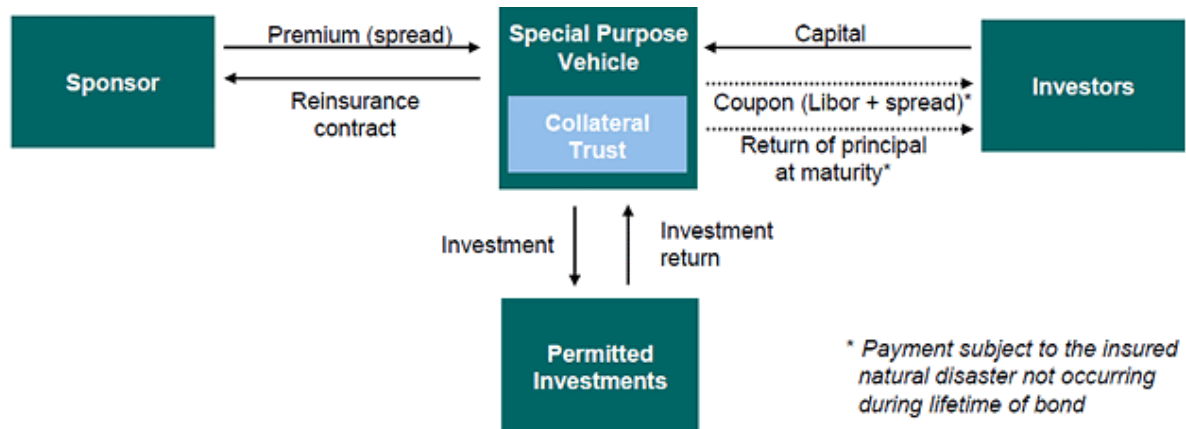 Sponsor
Premium (spread)
Reinsurance
contract
Special Purpose
Vehicle
Collateral
Trust
Capital
Coupon (Libor + spread)*
Return of principal
at maturity*
Investors
Investment
Investment
return
Permitted
Investments
* Payment subject to the insured
natural disaster not occurring
during lifetime of bond